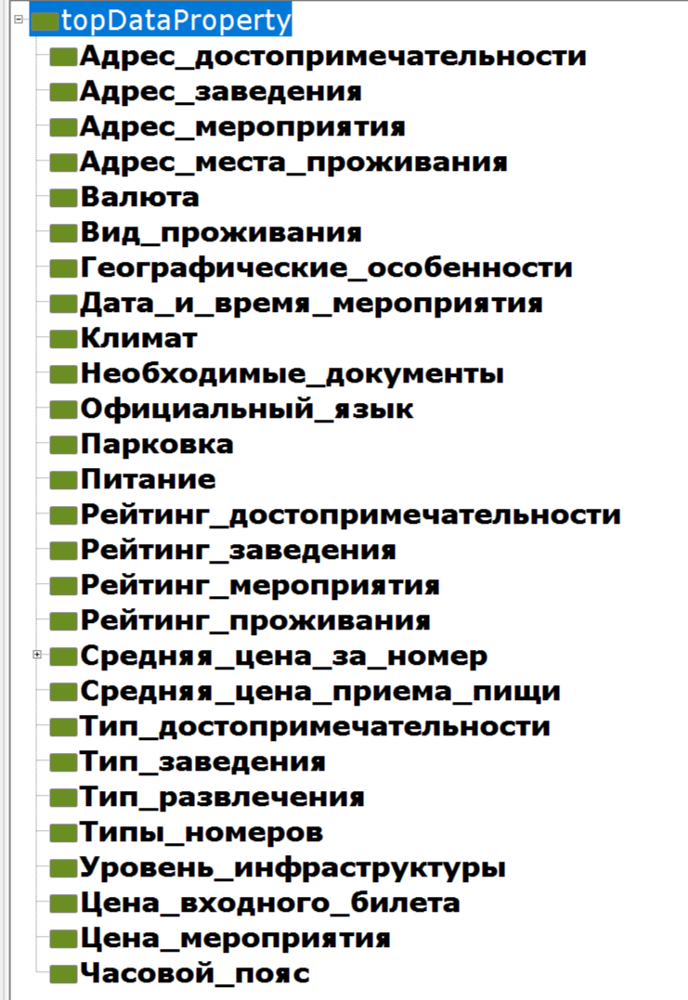 topDataProperty
Адрес_достопримечательности
Адрес_заведения
Адрес_мероприятия
Адрес_места_проживания
Валюта
Вид_проживания
Географические_особенности
Дата_и_время_мероприятия
Климат
Необходимые_документы
Официальный_язык
Парковка
Питание
Рейтинг_достопримечательности
Рейтинг_заведения
Рейтинг_мероприятия
Рейтинг_проживания
Средняя_цена_за_номер
Средняя_цена_приема_пищи
Тип_достопримечательности
Тип_заведения
Тип_развлечения
Типы_номеров
Уровень_инфраструктуры
Цена_входного_билета
Цена_мероприятия
Часовой_пояс